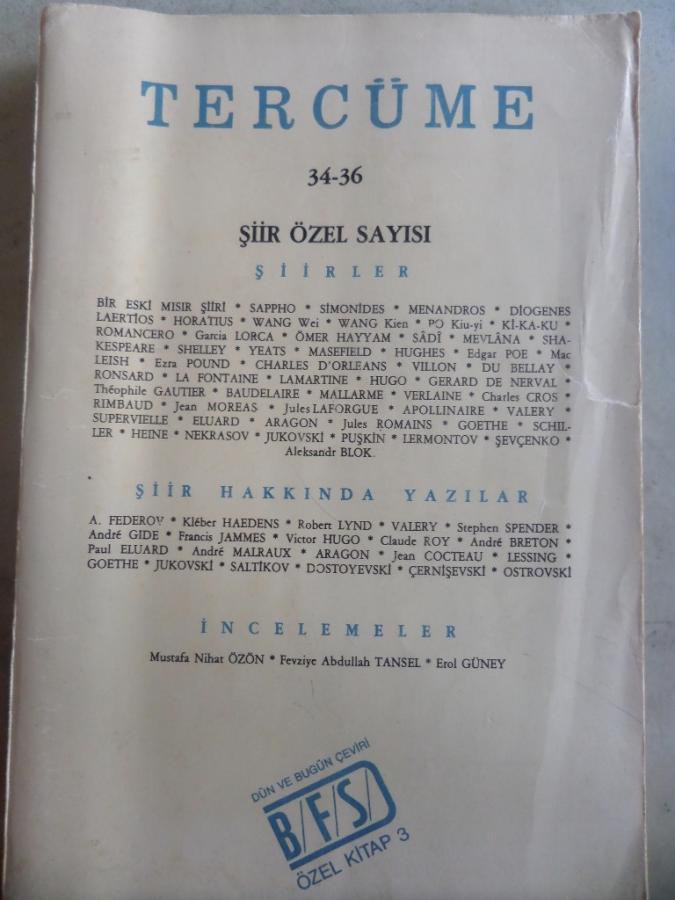 TERCÜME
34-36
ŞİİR ÖZEL SAYISI
ŞİİRLER
BİR ESKİ MISIR ŞİİRİ * SAPPHO * SIMONIDES * MENANDROS * DİOGENES
LAERTİOS * HORATIUS * WANG Wei * WANG Kien * PO Kiu-yi * Kİ-KA-KU *
ROMANCERO * Garcia LORCA * ÖMER HAYYAM * SÂDÎ * MEVLÂNA * SHA-
KESPEARE * SHELLEY * YEATS * MASEFIELD * HUGHES * Edgar POE * Mac
LEISH * Ezra POUND * CHARLES D'ORLEANS * VILLON * DU BELLAY *
RONSARD * LA FONTAINE * LAMARTINE * HUGO * GERARD DE NERVAL *
Théophile GAUTIER * BAUDELAIRE * MALLARME * VERLAINE * Charles CROS *
RIMBAUD * Jean MOREAS * Jules LAFORGUE * APOLLINAIRE * VALERY *
SUPERVIELLE * ELUARD * ARAGON * Jules ROMAINS * GOETHE * SCHIL-
LER * HEINE * NEKRASOV * JUKOVSKİ * PUŞKİN * LERMONTOV * ŞEVÇENKO *
Aleksandr BLOK.
ŞİİR HAKKINDA YAZILAR
A. FEDEROV * Kléber HAEDENS * Robert LYND * VALERY * Stephen SPENDER *
André GIDE * Francis JAMMES * Victor HUGO * Claude ROY * André BRETON *
Paul ELUARD * André MALRAUX * ARAGON * Jean COCTEAU * LESSING *
GOETHE * JUKOVSKİ * SALTİKOV * DOSTOYEVSKİ * ÇERNİŞEVSKİ * OSTROVSKİ
İNCELEMELER
Mustafa Nihat ÖZÖN * Fevziye Abdullah TANSEL * Erol GÜNEY
DÜN VE BUGÜN ÇEVİRİ
B/F/S/
ÖZEL KİTAP 3